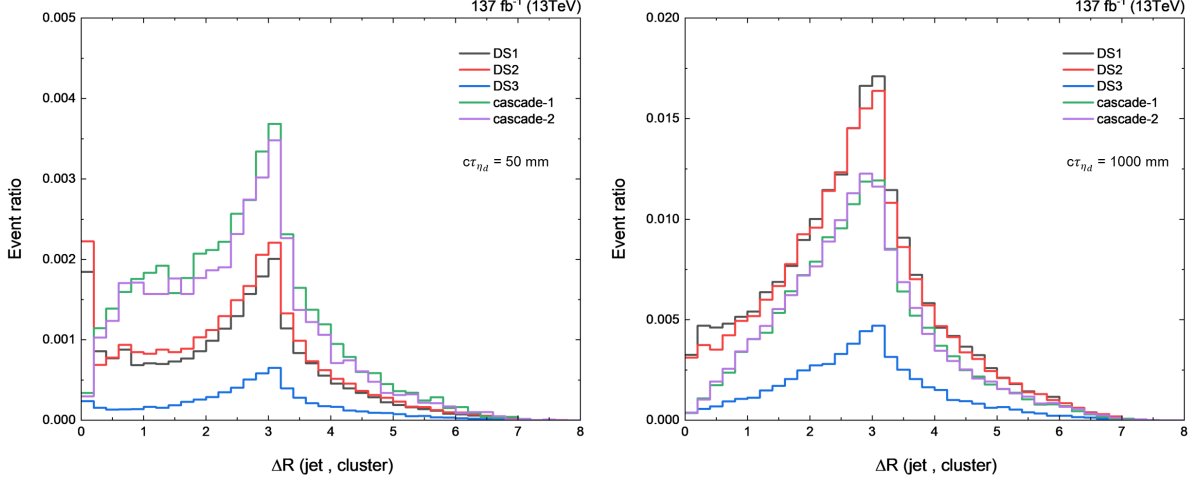 137 fb⁻¹ (13TeV)
0.005
0.004
0.003
0.002
0.001
0.000
Event ratio
DS1
DS2
DS3
cascade-1
cascade-2
cτ_{η_d} = 50 mm
0 1 2 3 4 5 6 7 8
ΔR (jet , cluster)
137 fb⁻¹ (13TeV)
0.020
0.015
0.010
0.005
0.000
Event ratio
DS1
DS2
DS3
cascade-1
cascade-2
cτ_{η_d} = 1000 mm
0 1 2 3 4 5 6 7 8
ΔR (jet , cluster)